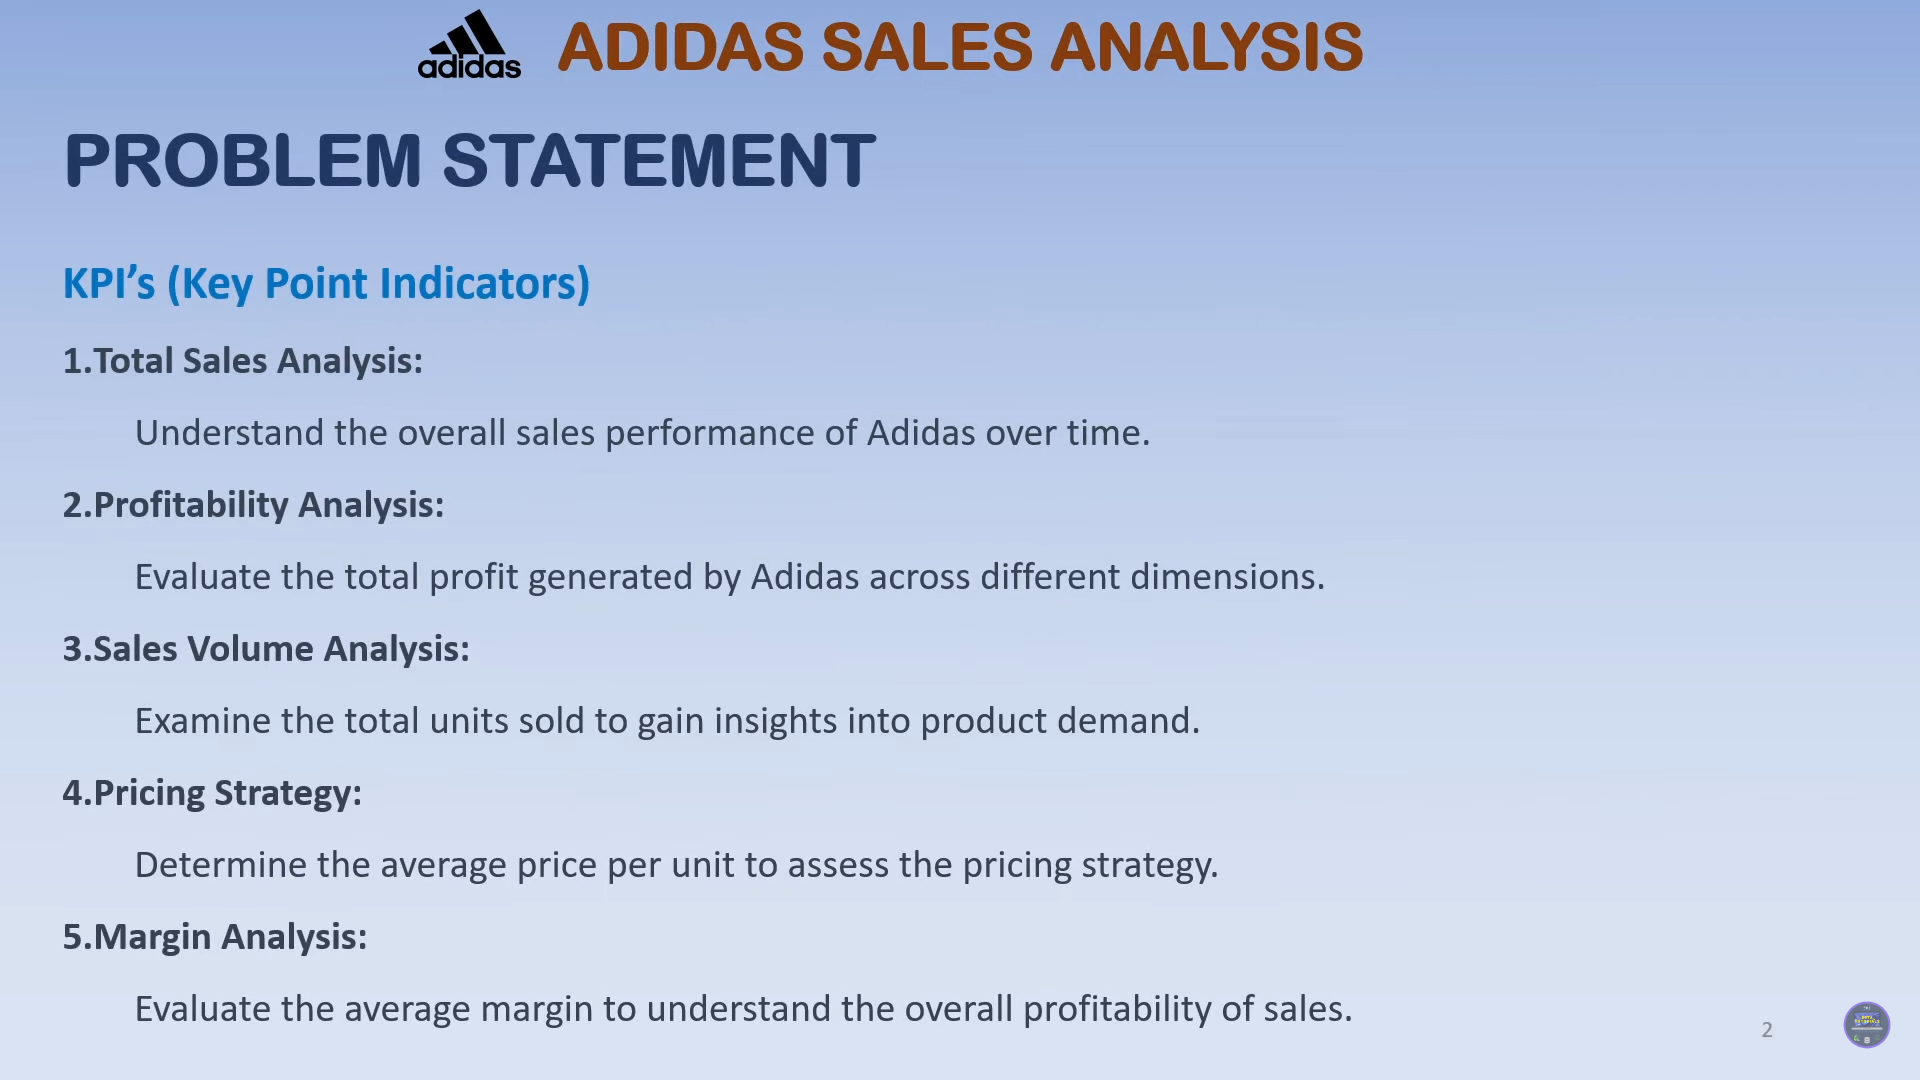 adidas
ADIDAS SALES ANALYSIS
PROBLEM STATEMENT
KPI’s (Key Point Indicators)
1.Total Sales Analysis:
Understand the overall sales performance of Adidas over time.
2.Profitability Analysis:
Evaluate the total profit generated by Adidas across different dimensions.
3.Sales Volume Analysis:
Examine the total units sold to gain insights into product demand.
4.Pricing Strategy:
Determine the average price per unit to assess the pricing strategy.
5.Margin Analysis:
Evaluate the average margin to understand the overall profitability of sales.
2